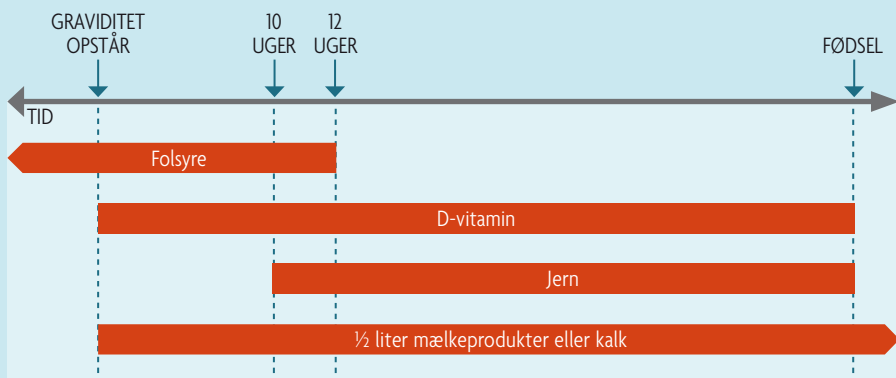 GRAVIDITET
OPSTÅR
10
UGER
12
UGER
FØDSEL
TID
Folsyre
D-vitamin
Jern
½ liter mælkeprodukter eller kalk